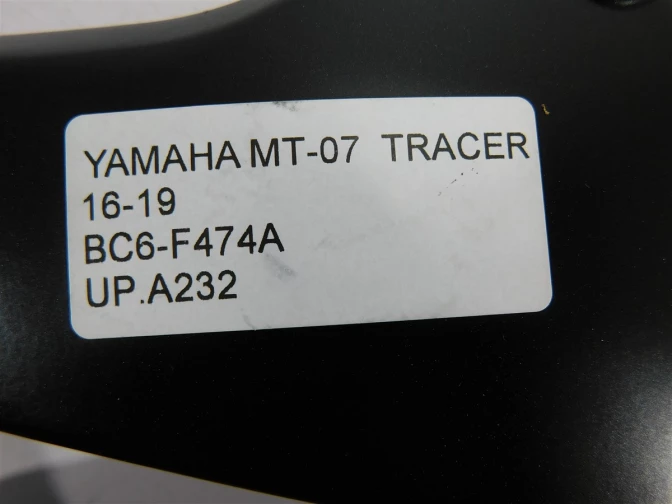 YAMAHA MT-07 TRACER
16-19
BC6-F474A
UP.A232